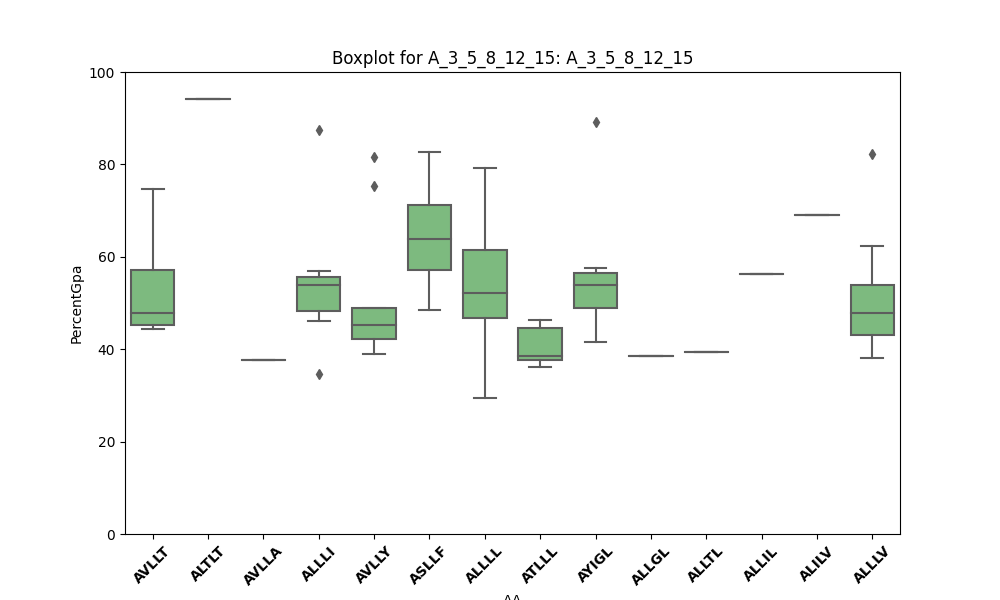 Boxplot for A_3_5_8_12_15: A_3_5_8_12_15
100
80
60
40
20
0
PercentGpa
AVLLT
ALTLT
AVLLA
ALLLI
AVLLY
ASLLF
ALLLL
ATLLL
AYIGL
ALLGL
ALLTL
ALLIL
ALILV
ALLLV
AA